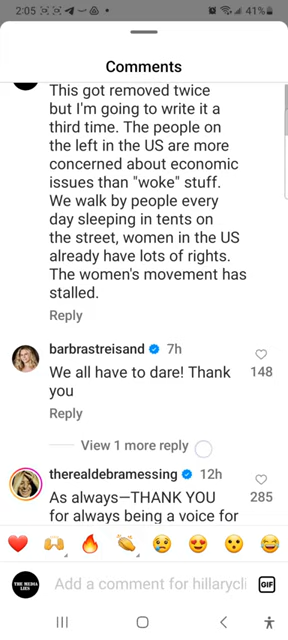 2:05
41%
Comments
This got removed twice
but I'm going to write it a
third time. The people on
the left in the US are more
concerned about economic
issues than "woke" stuff.
We walk by people every
day sleeping in tents on
the street, women in the US
already have lots of rights.
The women's movement has
stalled.
Reply
barbrastreisand 7h
We all have to dare! Thank
you
148
Reply
View 1 more reply
therealdebramessing 12h
As always—THANK YOU
for always being a voice for
285
THE MEDIA
LIES
Add a comment for hillarycli
GIF